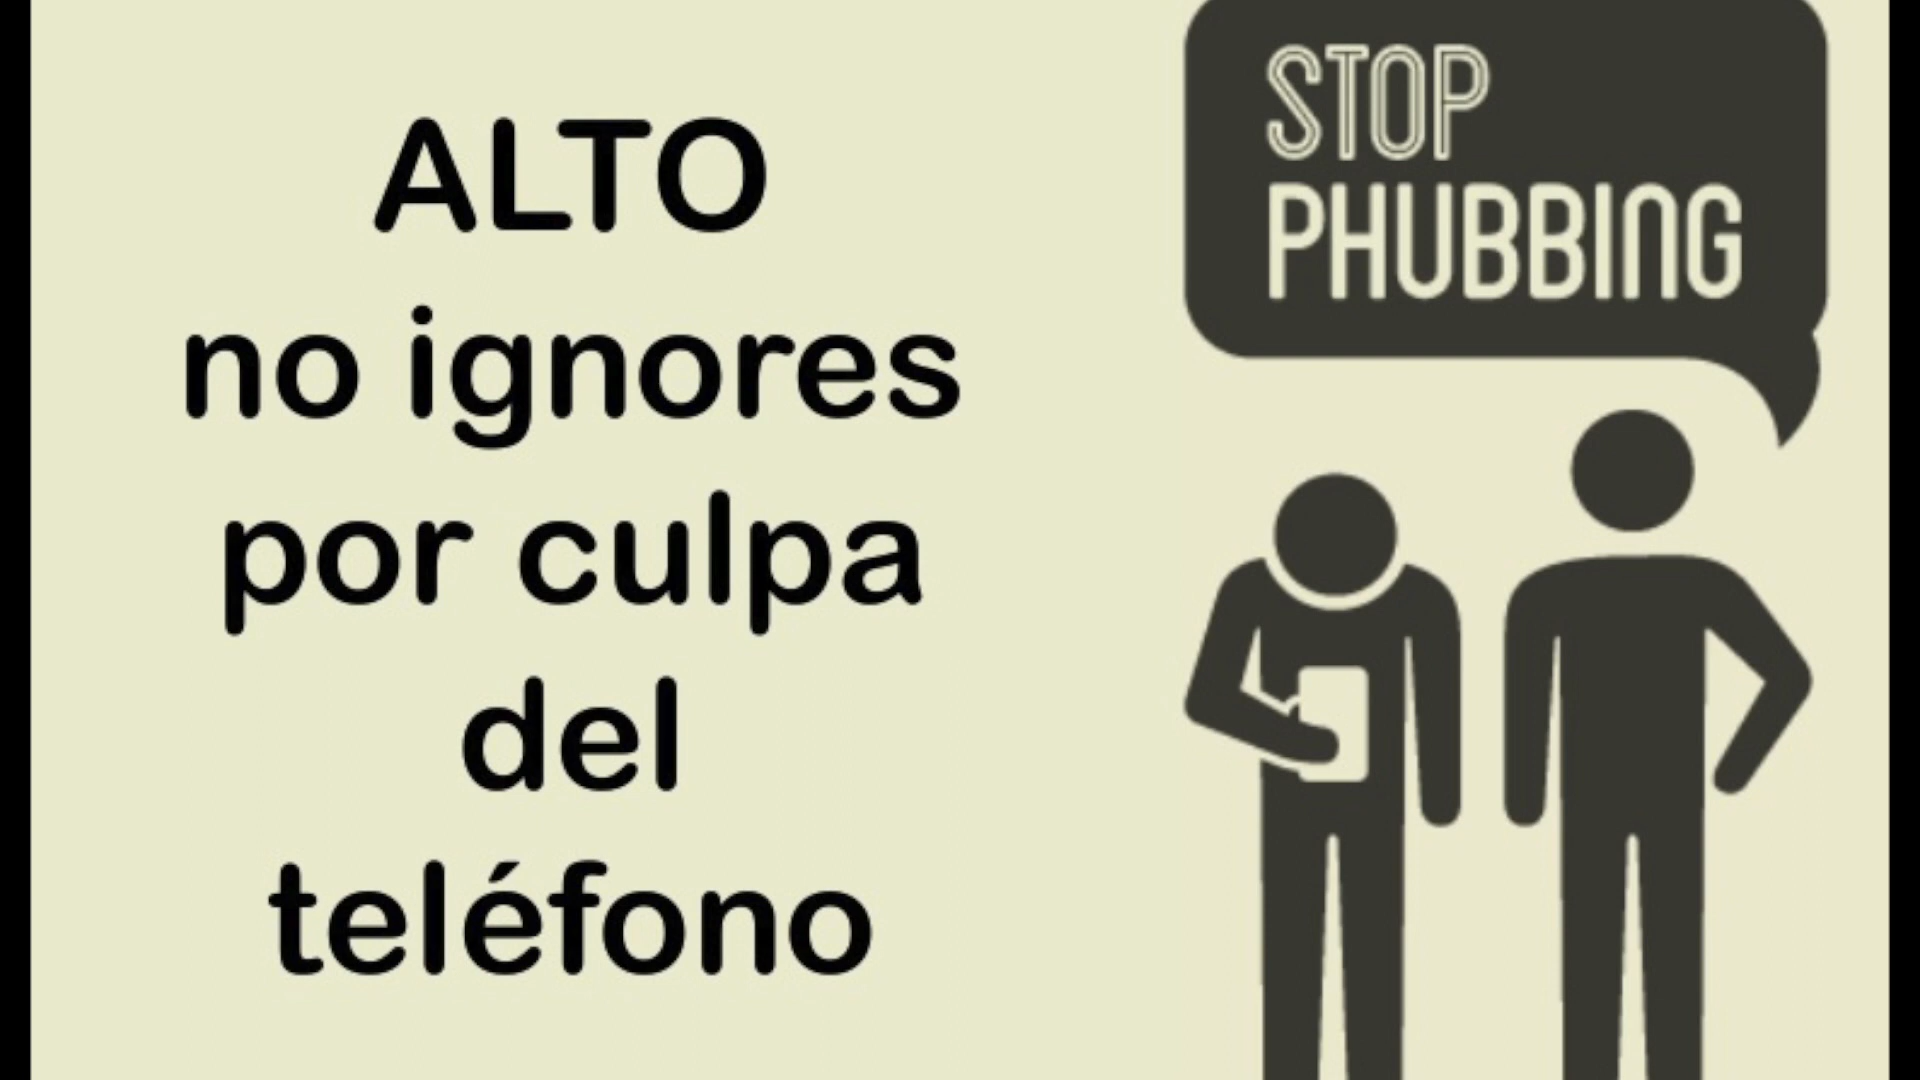 ALTO
no ignores
por culpa
del
teléfono
STOP
PHUBBING